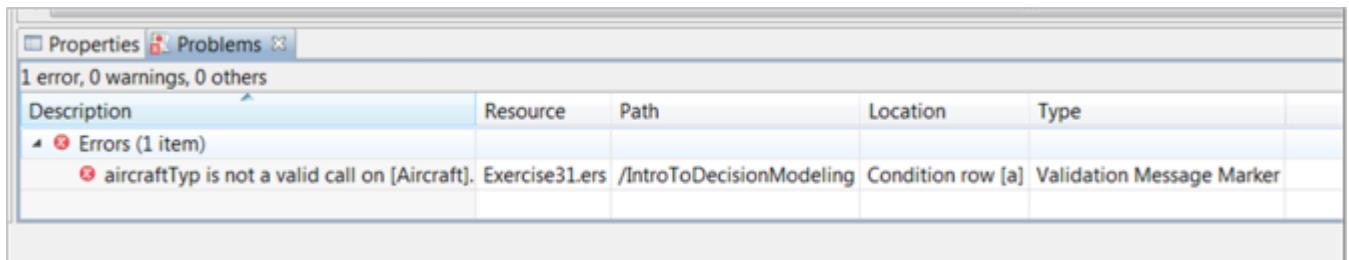 Properties Problems
1 error, 0 warnings, 0 others
Description Resource Path Location Type
Errors (1 item)
aircraftTyp is not a valid call on [Aircraft]. Exercise31.ers /IntroToDecisionModeling Condition row [a] Validation Message Marker